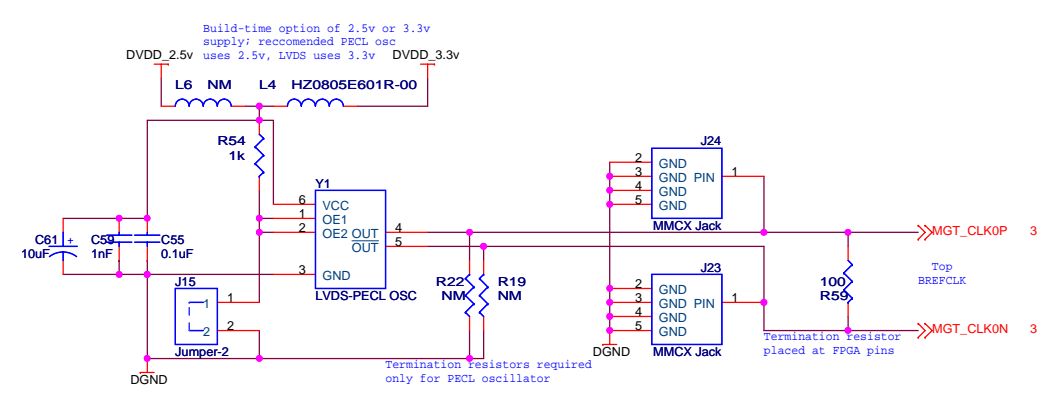 Build-time option of 2.5v or 3.3v
supply; reccomended PECL osc
DVDD_2.5v uses 2.5v, LVDS uses 3.3v DVDD_3.3v
L6 NM L4 HZ0805E601R-00
R54
1k
J24
2 GND
3 GND PIN 1
4 GND
5 GND
MMCX Jack
Y1
6 VCC
1 OE1
2 OE2 OUT 4
OUT 5
3 GND
LVDS-PECL OSC
C61 + C59 C55
10uF 1nF 0.1uF
MGT_CLK0P 3
Top
BREFCLK
J15
1 1
2 2
Jumper-2
R22 R19
NM NM
J23
2 GND
3 GND PIN 1
4 GND
5 GND
MMCX Jack
100
R59
MGT_CLK0N 3
Termination resistor
placed at FPGA pins
DGND
Termination resistors required
only for PECL oscillator
DGND